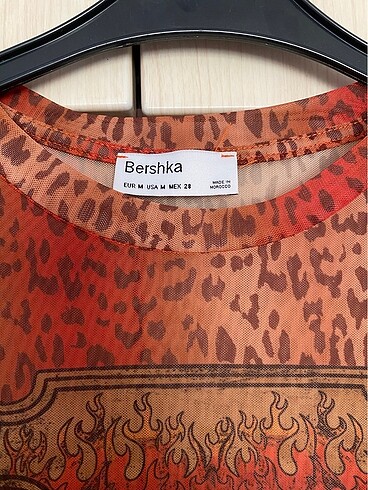 Bershka
EUR M USA M MEX 28
MADE IN
MOROCCO